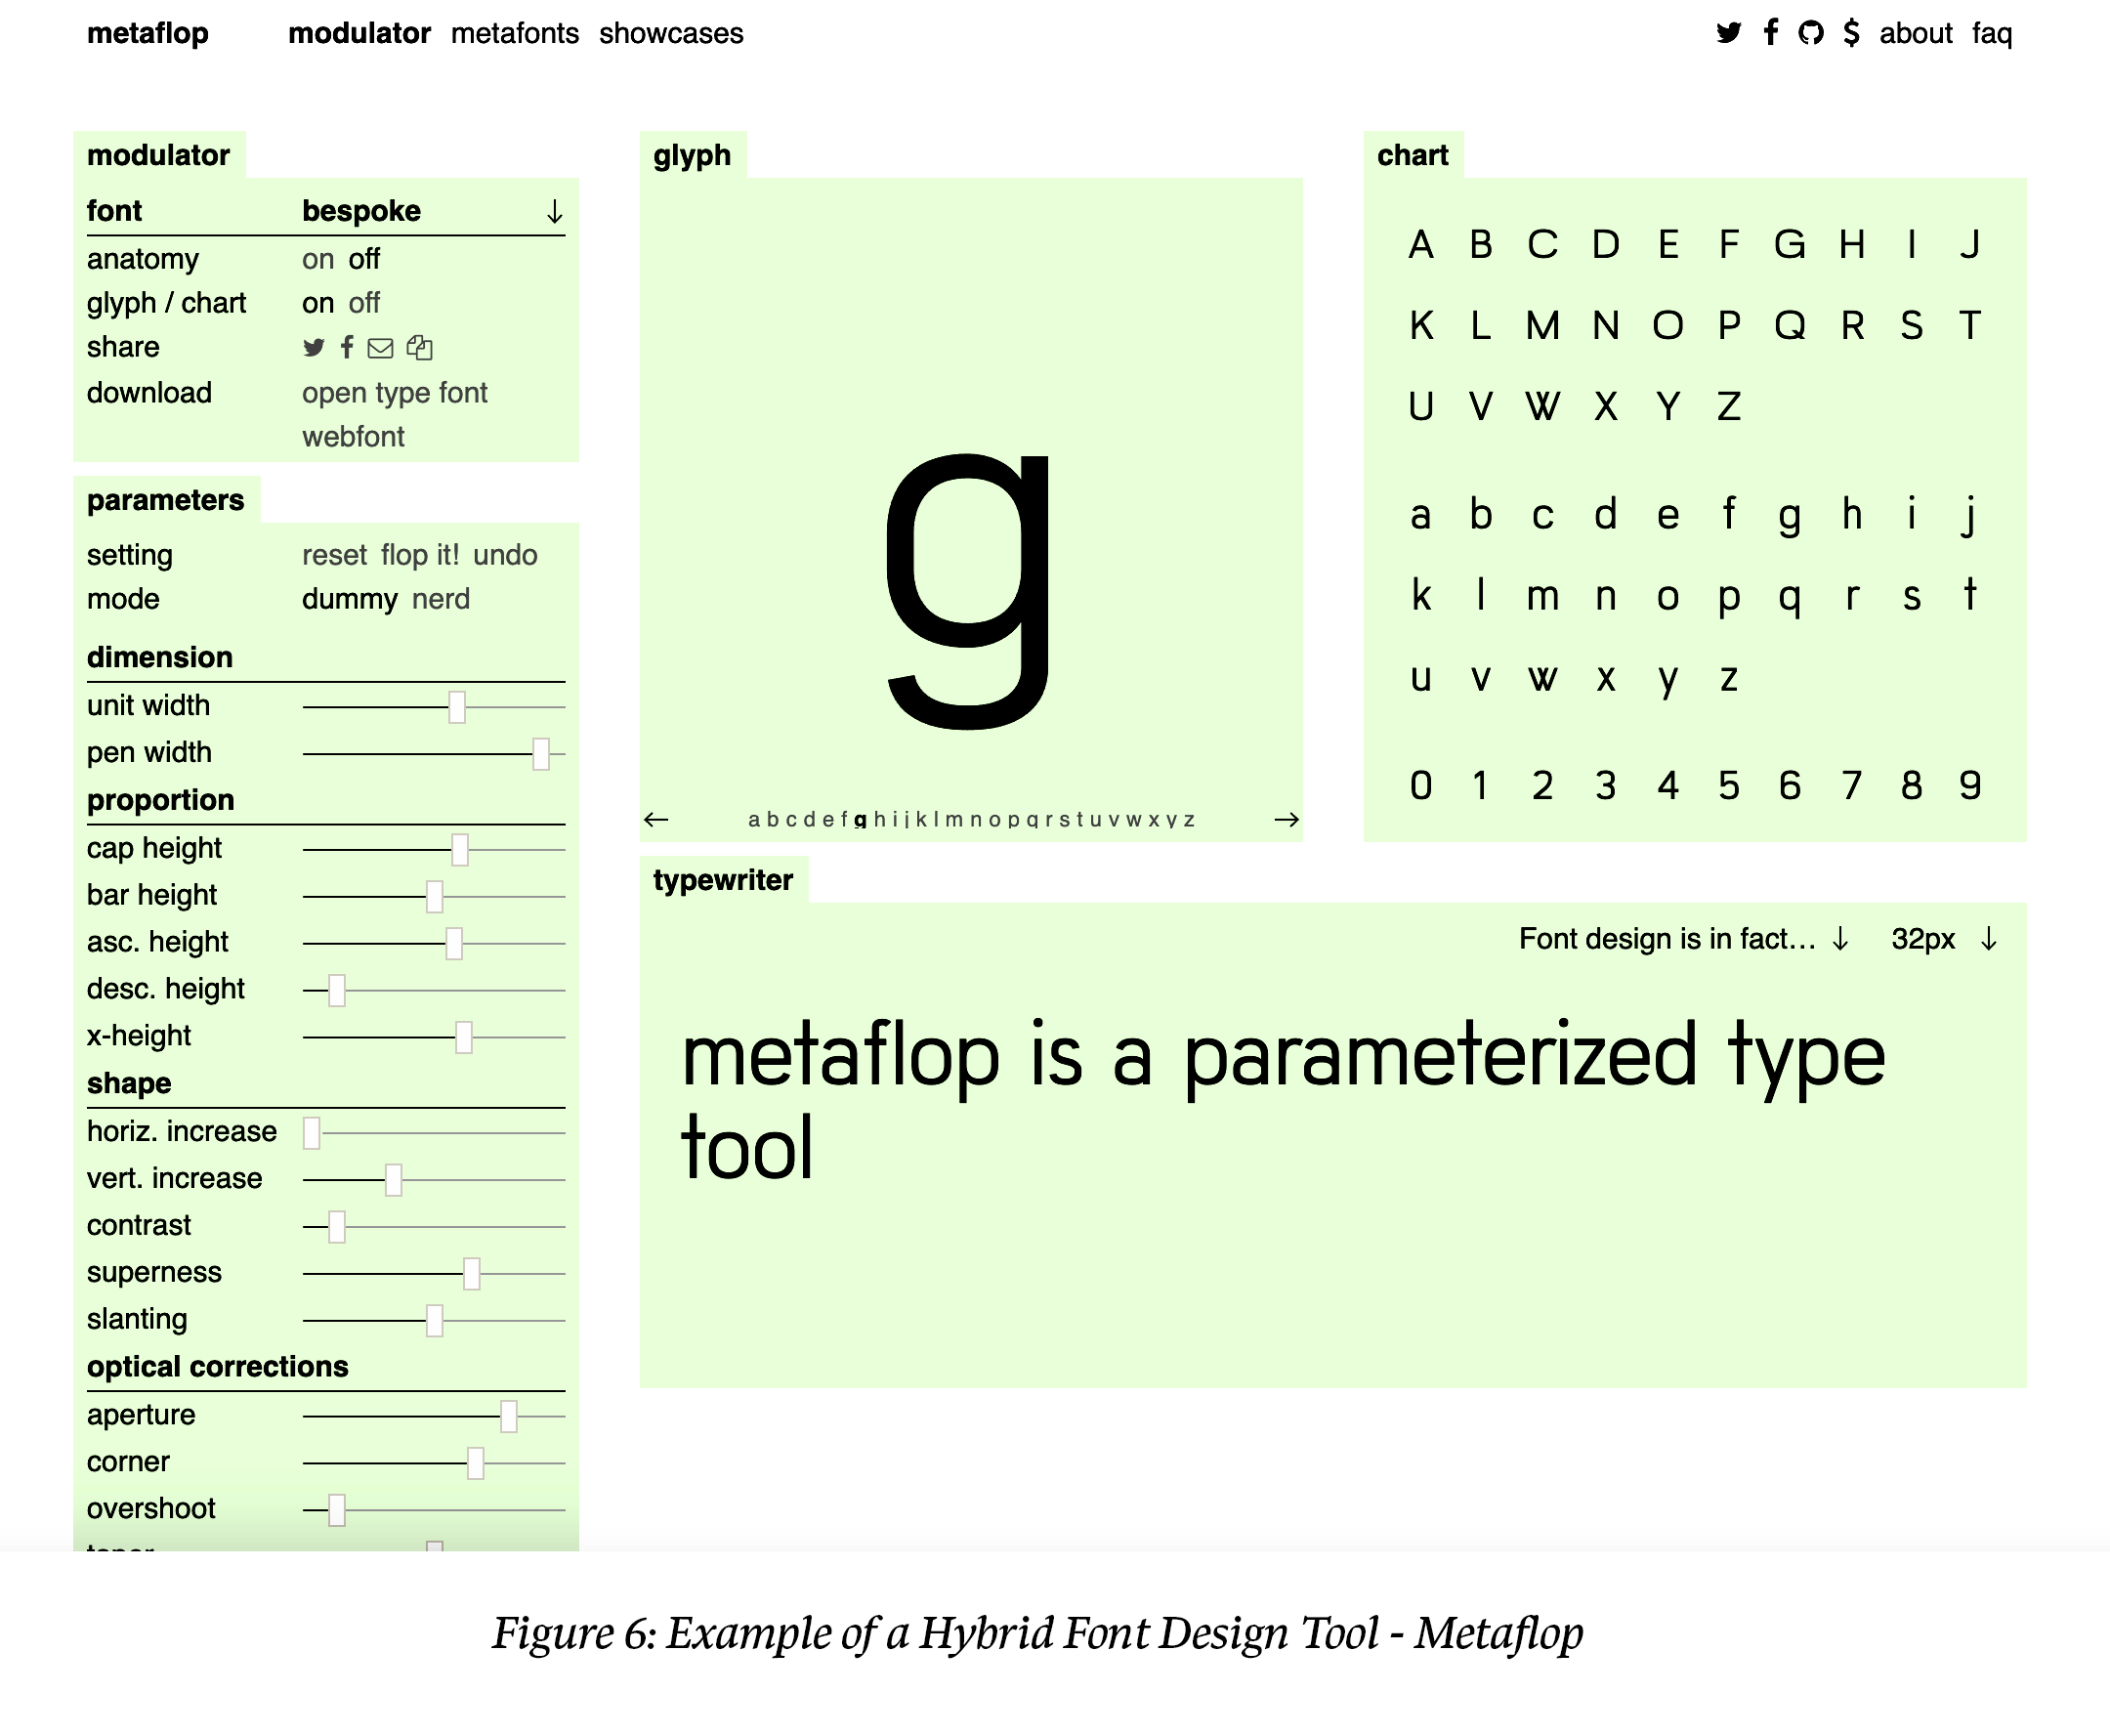 metaflop modulator metafonts showcases about faq
modulator
font bespoke ↓
anatomy on off
glyph / chart on off
share
download open type font
webfont
parameters
setting reset flop it! undo
mode dummy nerd
dimension
unit width
pen width
proportion
cap height
bar height
asc. height
desc. height
x-height
shape
horiz. increase
vert. increase
contrast
superness
slanting
optical corrections
aperture
corner
overshoot
taper
glyph
g
← a b c d e f g h i j k l m n o p q r s t u v w x y z →
chart
A B C D E F G H I J
K L M N O P Q R S T
U V W X Y Z
a b c d e f g h i j
k l m n o p q r s t
u v w x y z
0 1 2 3 4 5 6 7 8 9
typewriter
Font design is in fact... ↓ 32px ↓
metaflop is a parameterized type
tool
Figure 6: Example of a Hybrid Font Design Tool - Metaflop